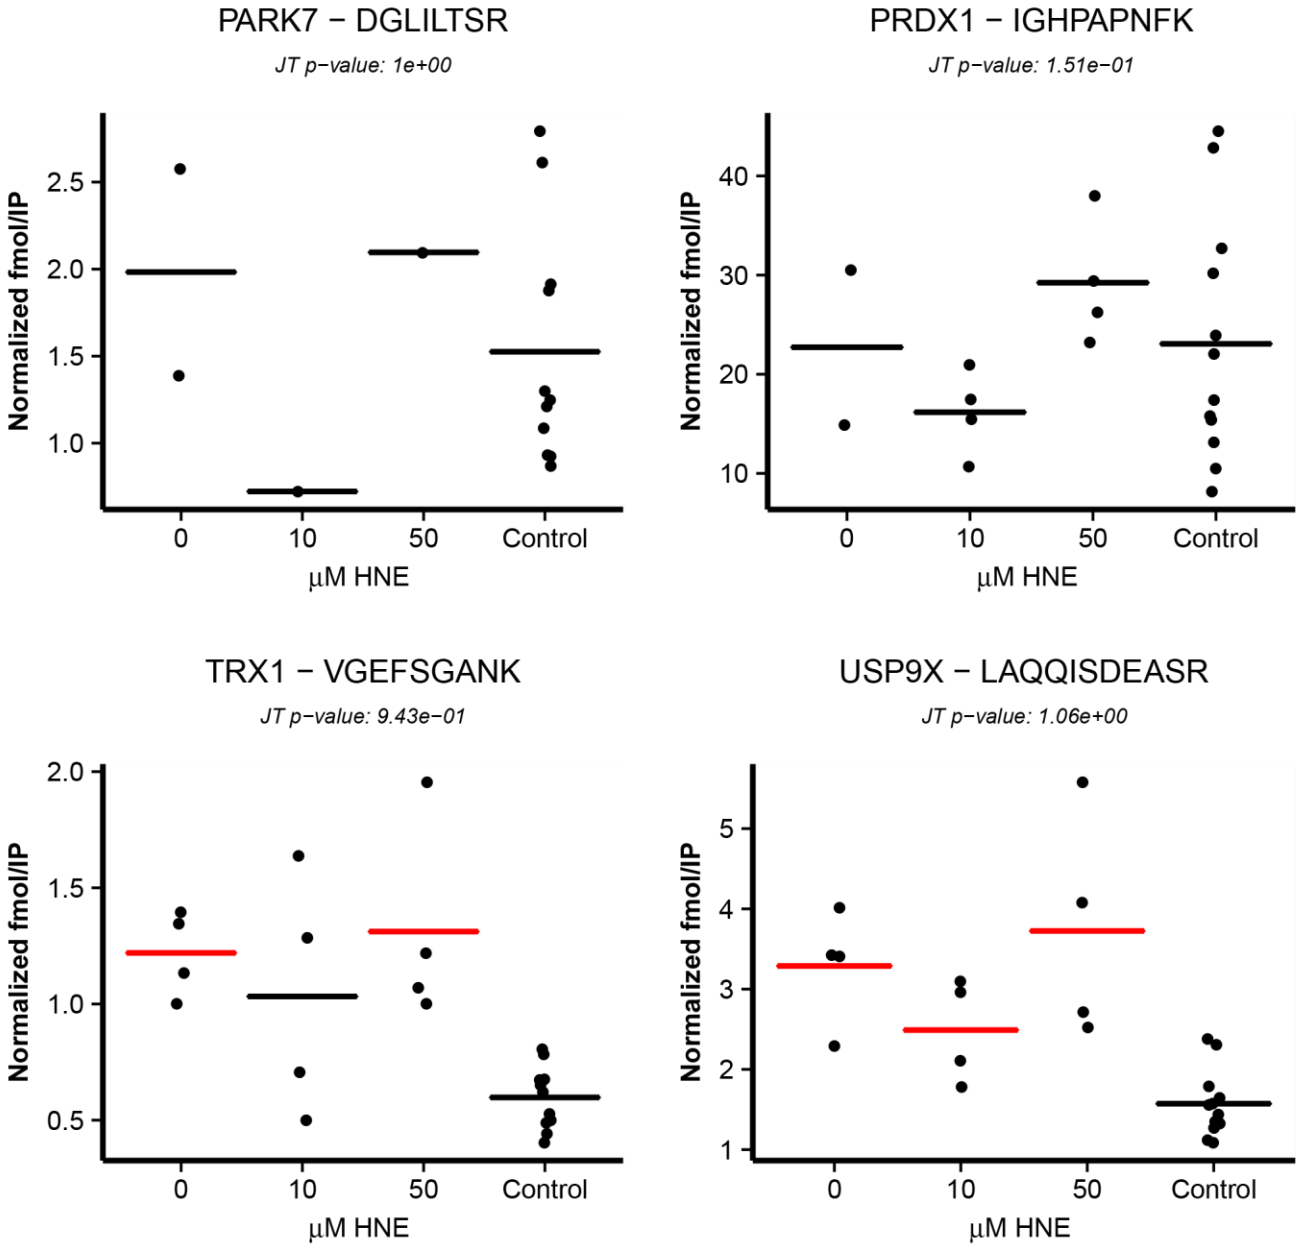 PARK7 − DGLILTSR
JT p−value: 1e+00
Normalized fmol/IP
2.5
2.0
1.5
1.0
0 10 50 Control
μM HNE
PRDX1 − IGHPAPNFK
JT p−value: 1.51e−01
Normalized fmol/IP
40
30
20
10
0 10 50 Control
μM HNE
TRX1 − VGEFSGANK
JT p−value: 9.43e−01
Normalized fmol/IP
2.0
1.5
1.0
0.5
0 10 50 Control
μM HNE
USP9X − LAQQISDEASR
JT p−value: 1.06e+00
Normalized fmol/IP
5
4
3
2
1
0 10 50 Control
μM HNE